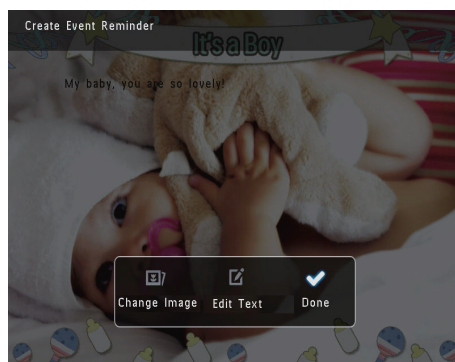 Create Event Reminder
It's a Boy
My baby, you are so lovely!
Change Image Edit Text Done